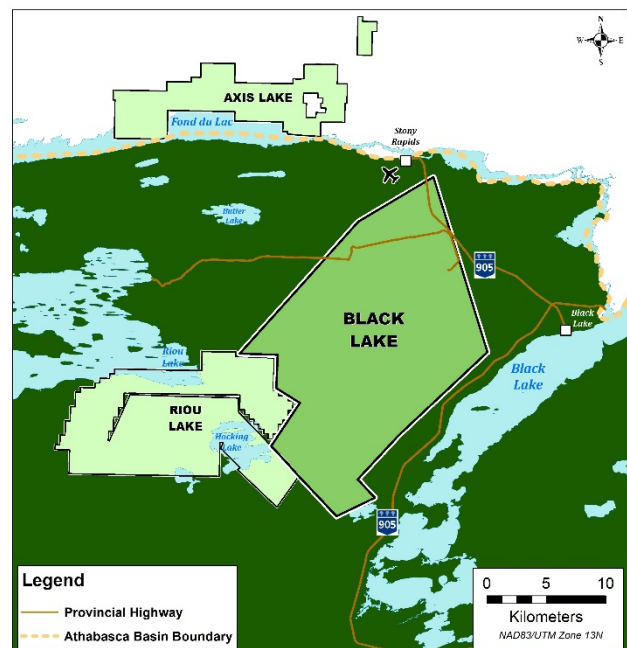 N
W E
S
AXIS LAKE
Fond du Lac
Stony
Rapids
Butler
Lake
905
BLACK
LAKE
Black
Lake
Riou
Lake
Black
Lake
RIOU
LAKE
Hocking
Lake
905
Legend
Provincial Highway
Athabasca Basin Boundary
0 5 10
Kilometers
NAD83/UTM Zone 13N